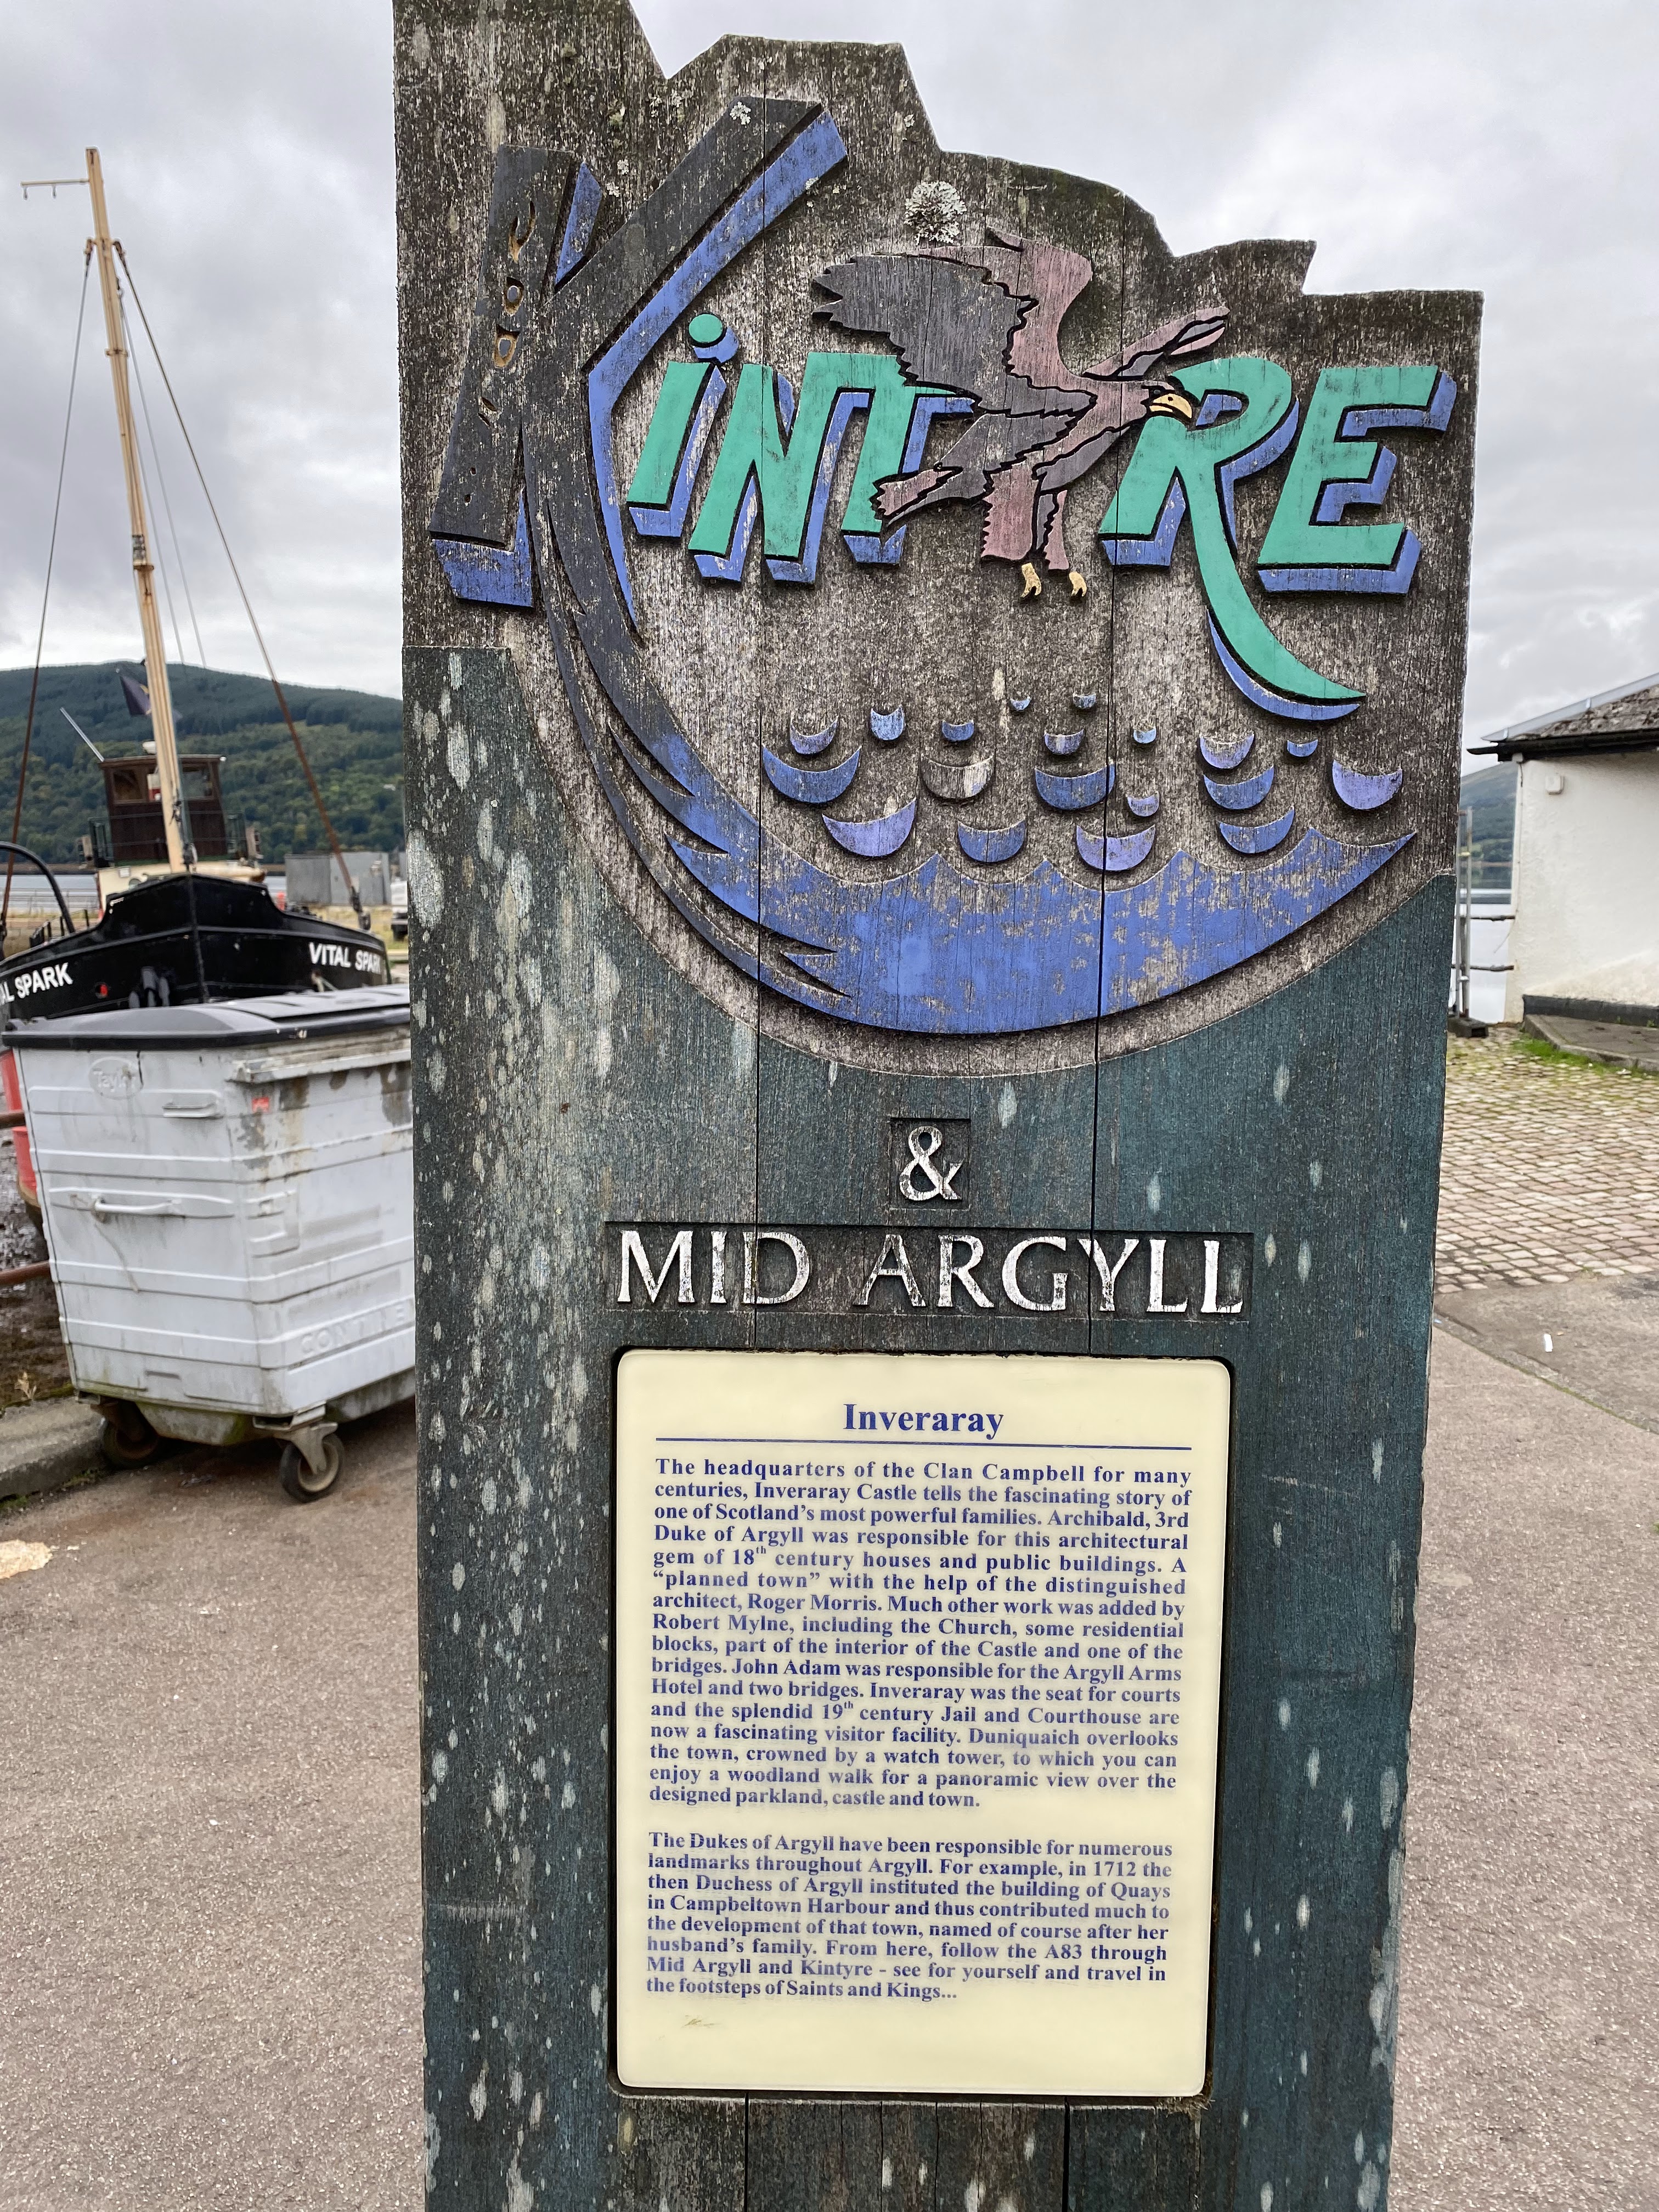 KiNTYRE
&
MID ARGYLL
Inveraray
The headquarters of the Clan Campbell for many
centuries, Inveraray Castle tells the fascinating story of
one of Scotland's most powerful families. Archibald, 3rd
Duke of Argyll was responsible for this architectural
gem of 18th century houses and public buildings. A
"planned town" with the help of the distinguished
architect, Roger Morris. Much other work was added by
Robert Mylne, including the Church, some residential
blocks, part of the interior of the Castle and one of the
bridges. John Adam was responsible for the Argyll Arms
Hotel and two bridges. Inveraray was the seat for courts
and the splendid 19th century Jail and Courthouse are
now a fascinating visitor facility. Duniquaich overlooks
the town, crowned by a watch tower, to which you can
enjoy a woodland walk for a panoramic view over the
designed parkland, castle and town.
The Dukes of Argyll have been responsible for numerous
landmarks throughout Argyll. For example, in 1712 the
then Duchess of Argyll instituted the building of Quays
in Campbeltown Harbour and thus contributed much to
the development of that town, named of course after her
husband's family. From here, follow the A83 through
Mid Argyll and Kintyre - see for yourself and travel in
the footsteps of Saints and Kings...
AL SPARK
VITAL SPARK
Taylor
CONTINE